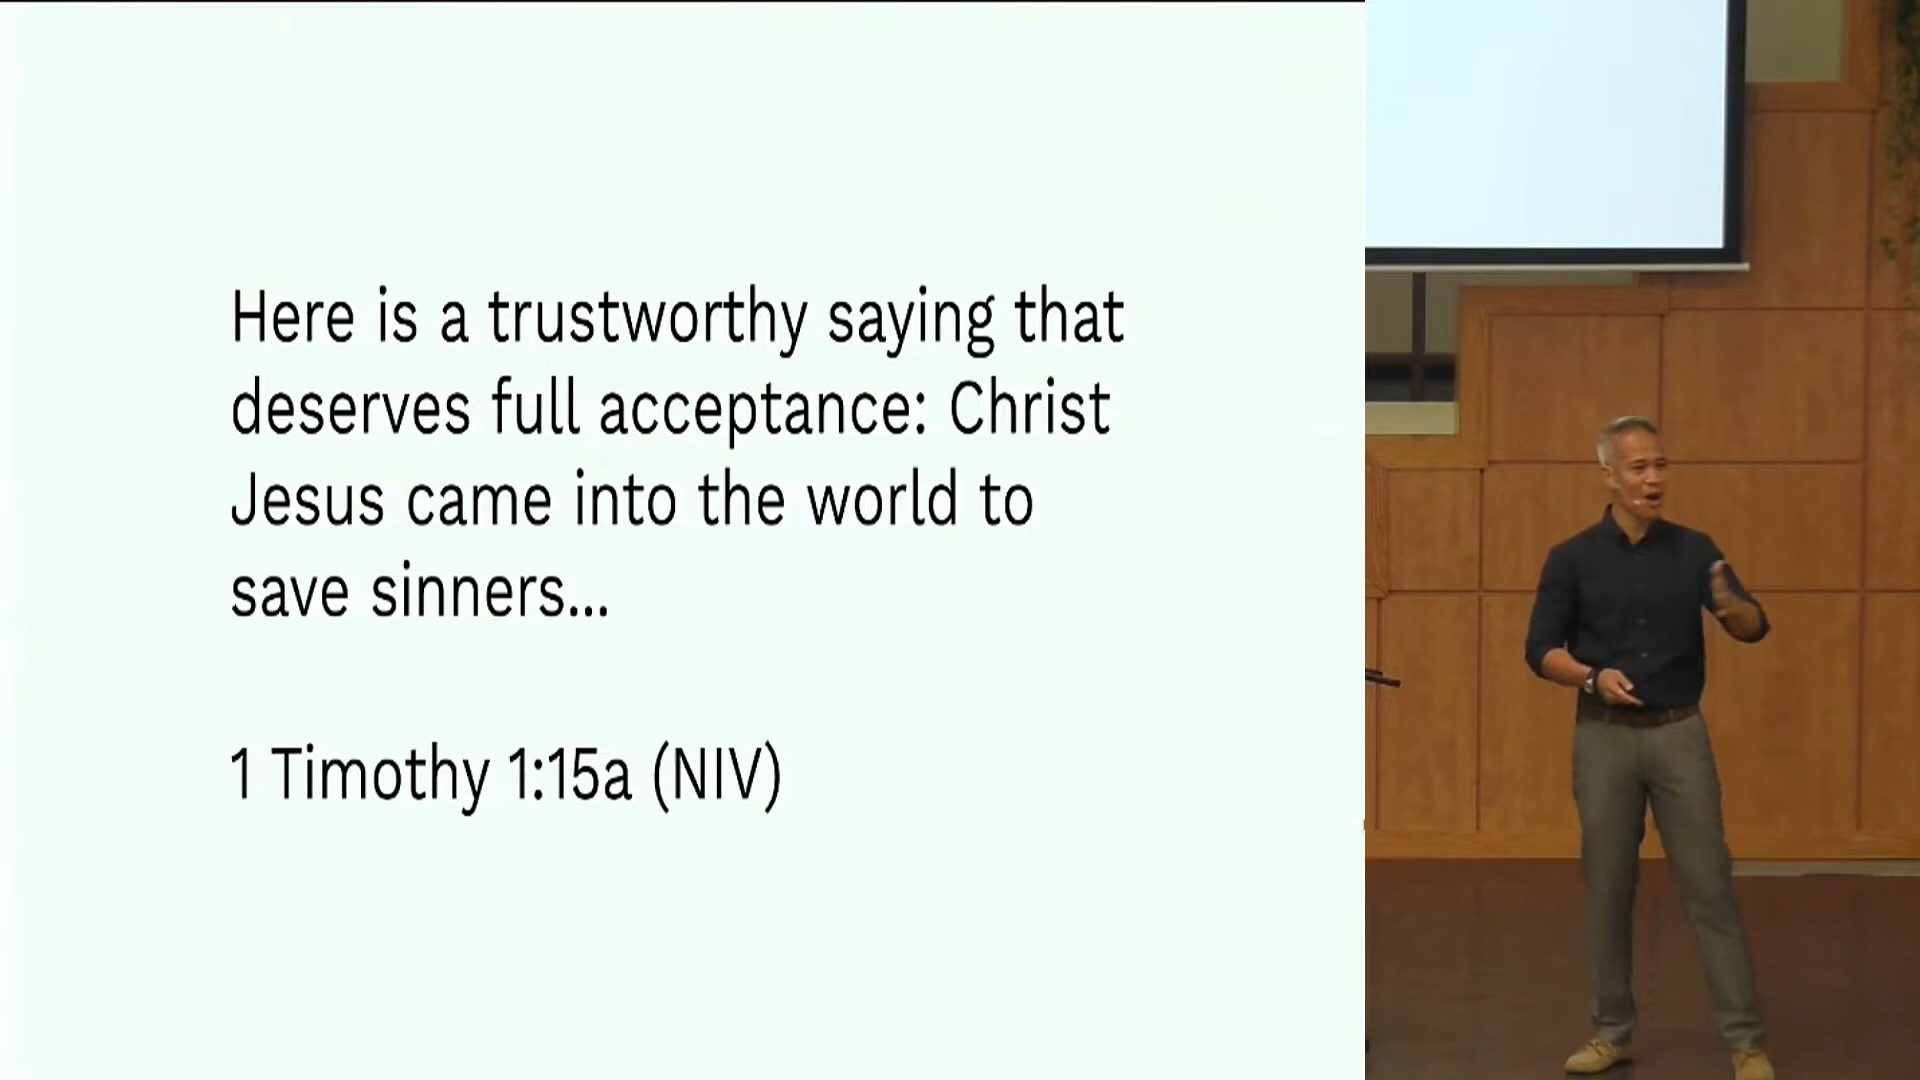 Here is a trustworthy saying that
deserves full acceptance: Christ
Jesus came into the world to
save sinners...
1 Timothy 1:15a (NIV)